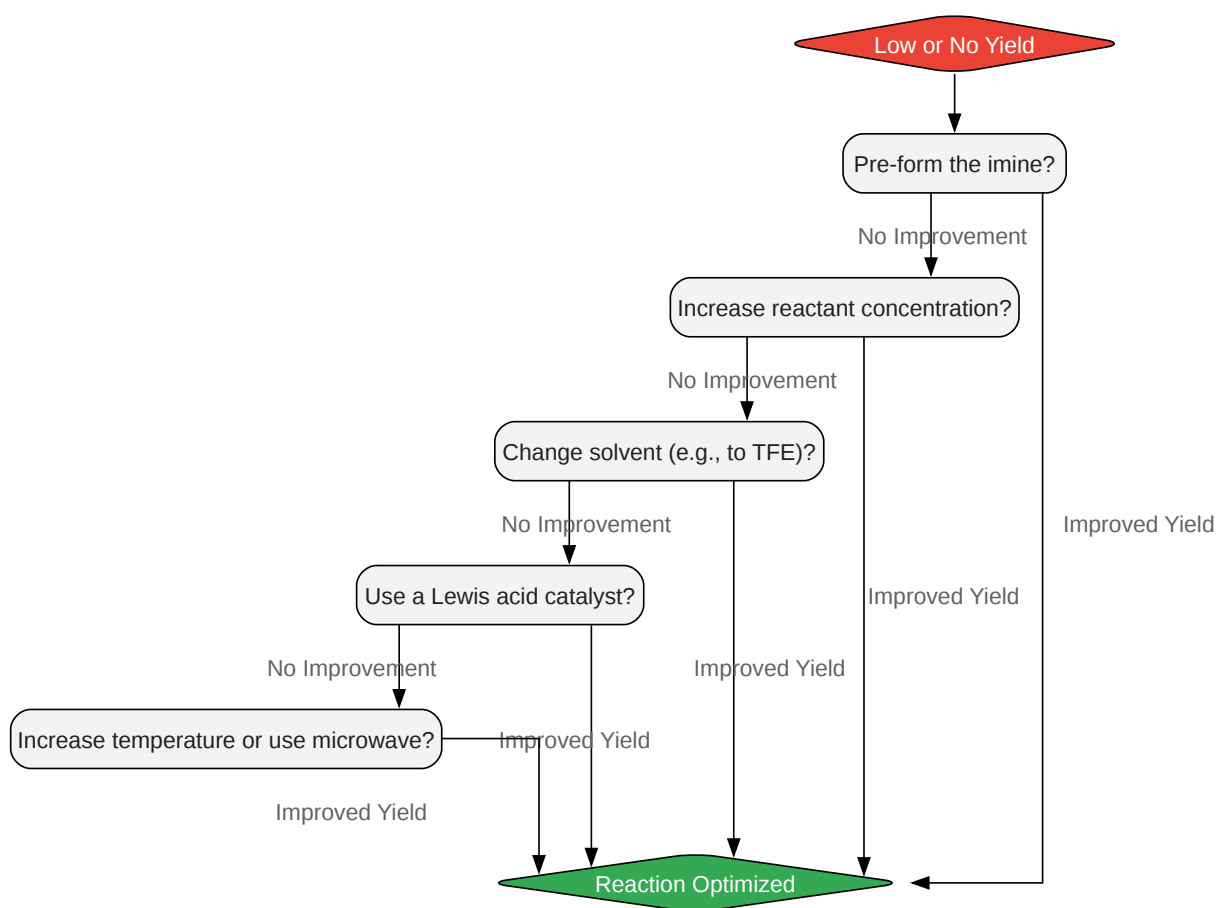 Low or No Yield
Pre-form the imine?
No Improvement
Increase reactant concentration?
No Improvement
Change solvent (e.g., to TFE)?
No Improvement
Improved Yield
Use a Lewis acid catalyst?
Improved Yield
No Improvement
Improved Yield
Increase temperature or use microwave?
Improved Yield
Improved Yield
Reaction Optimized